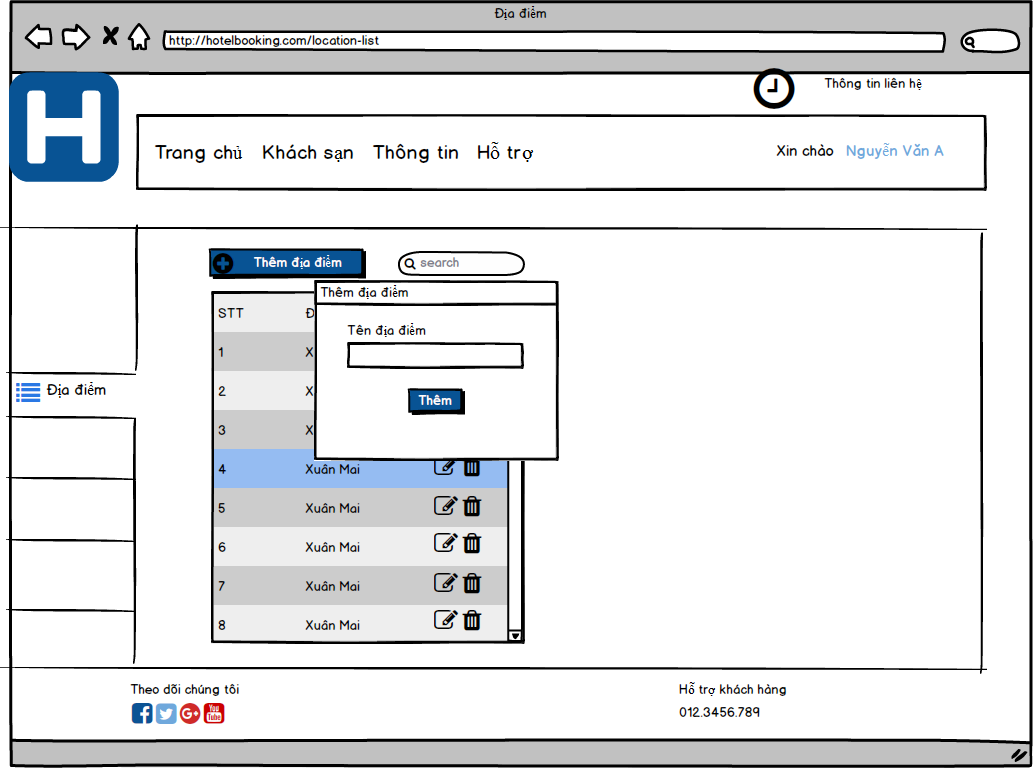 Địa điểm
http://hotelbooking.com/location-list
Thông tin liên hệ
H
Trang chủ Khách sạn Thông tin Hỗ trợ
Xin chào Nguyễn Văn A
Thêm địa điểm
search
Thêm địa điểm
STT Đ
Tên địa điểm
1 X
2 X
Địa điểm
Thêm
3 X
4 Xuân Mai
5 Xuân Mai
6 Xuân Mai
7 Xuân Mai
8 Xuân Mai
Theo dõi chúng tôi
Hỗ trợ khách hàng
You Tube
012.3456.789